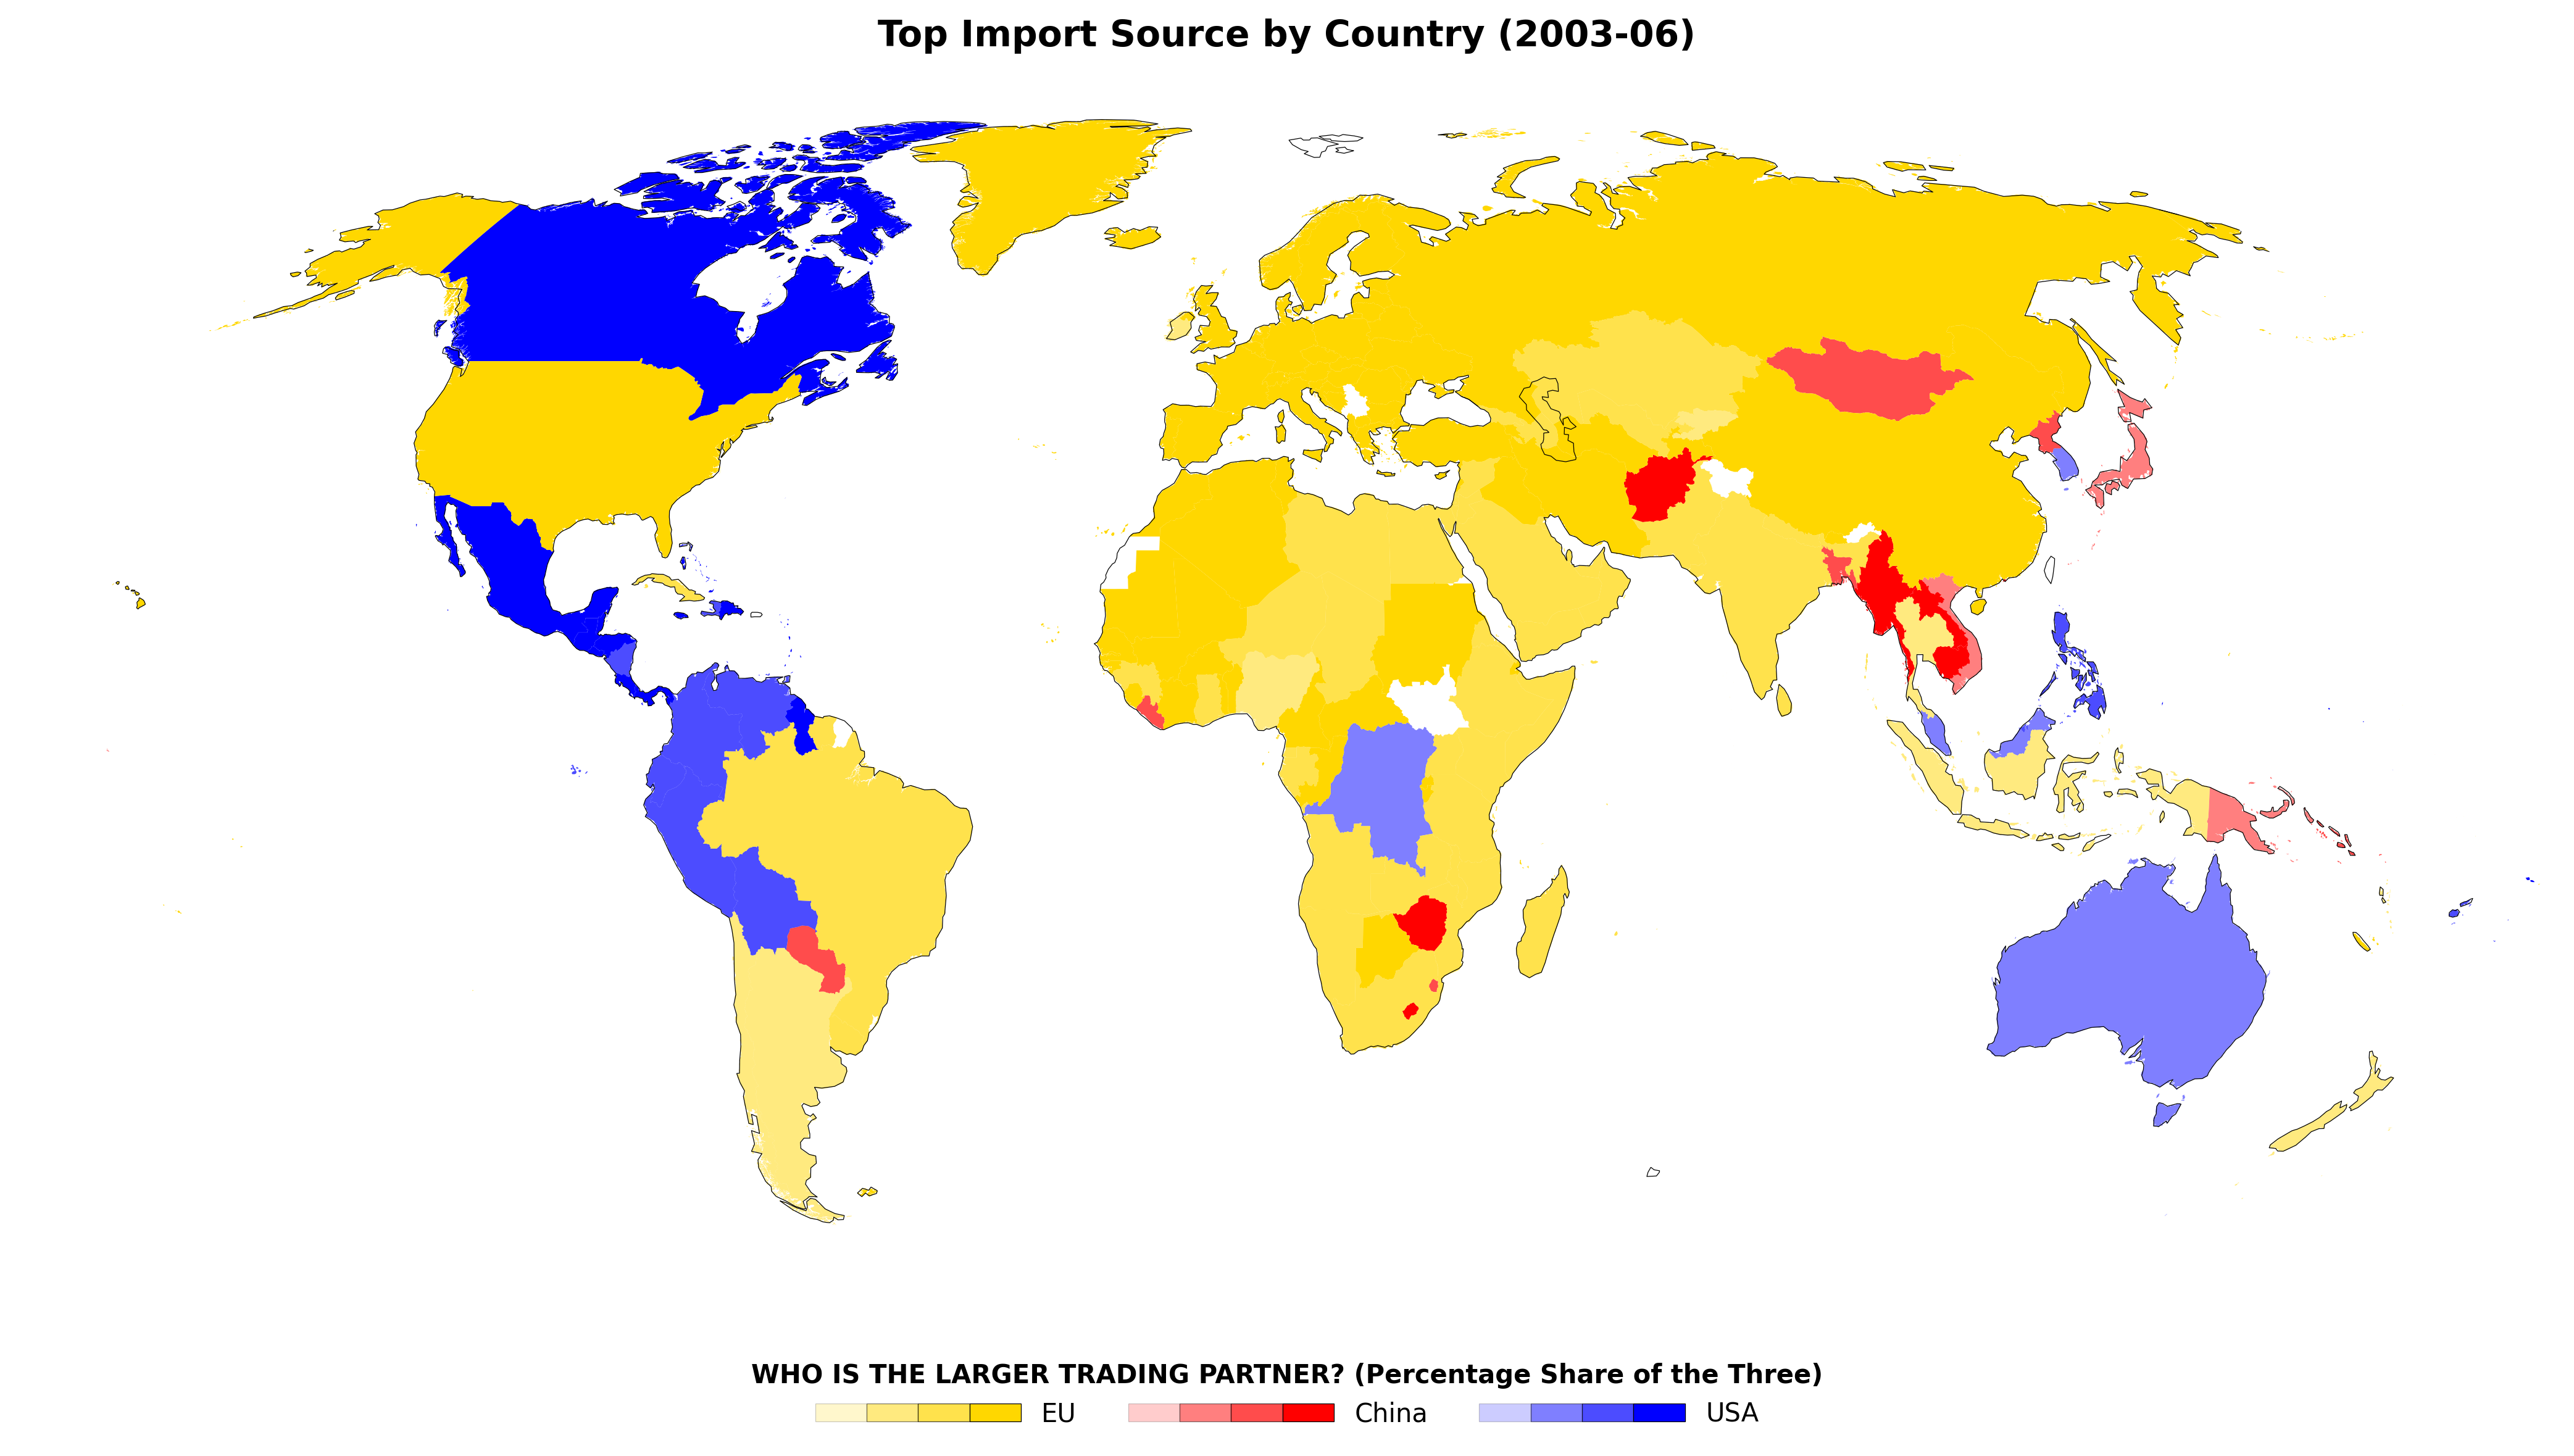 Top Import Source by Country (2003-06)
WHO IS THE LARGER TRADING PARTNER? (Percentage Share of the Three)
EU China USA